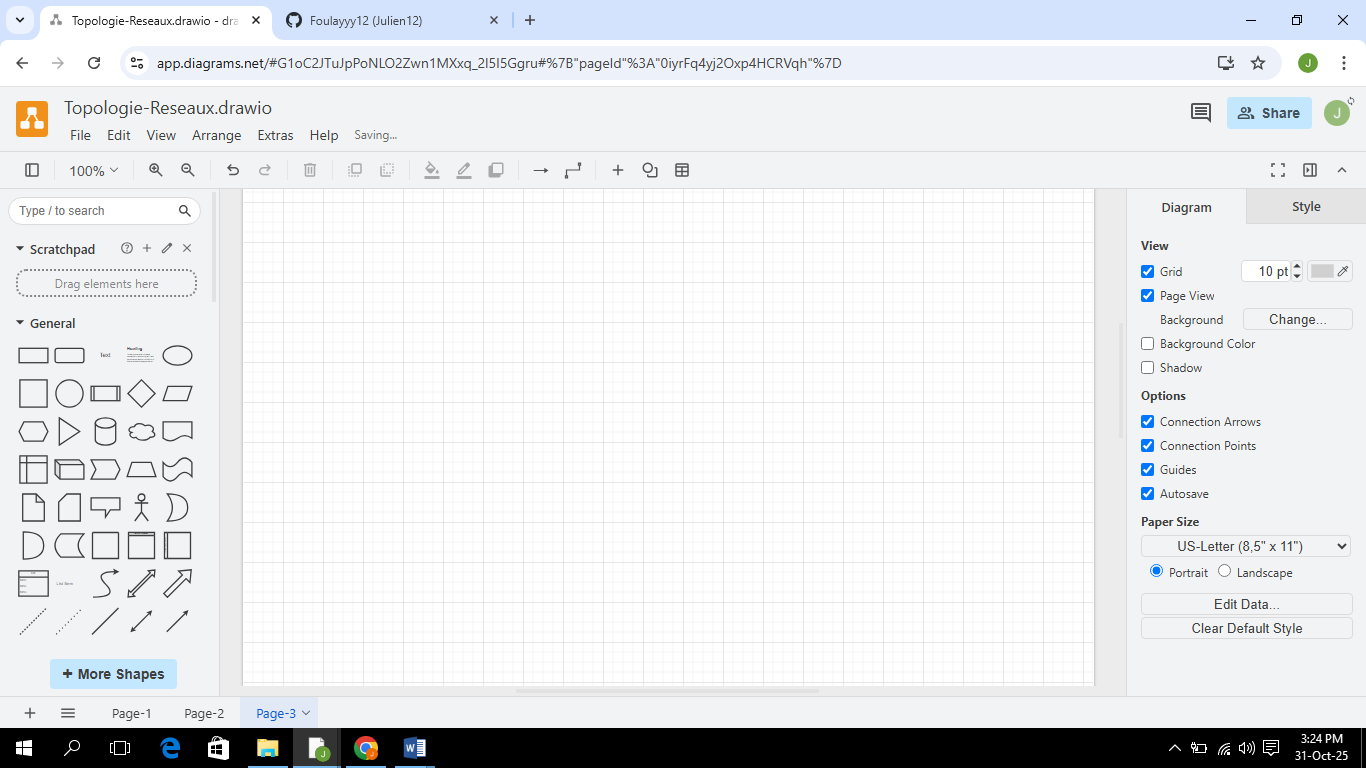 Topologie-Reseaux.drawio - dra
Foulayyy12 (Julien12)
app.diagrams.net/#G1oC2JTuJpPoNLO2Zwn1MXxq_2I5I5Ggru#%7B"pageId"%3A"0iyrFq4yj2Oxp4HCRVqh"%7D
J
Topologie-Reseaux.drawio
File Edit View Arrange Extras Help Saving...
Share
J
100%
Type / to search
Diagram Style
Scratchpad
Drag elements here
General
Text
Heading
List Item
+ More Shapes
View
Grid 10 pt
Page View
Background Change...
Background Color
Shadow
Options
Connection Arrows
Connection Points
Guides
Autosave
Paper Size
US-Letter (8,5" x 11")
Portrait Landscape
Edit Data...
Clear Default Style
Page-1 Page-2 Page-3
J
3:24 PM
31-Oct-25